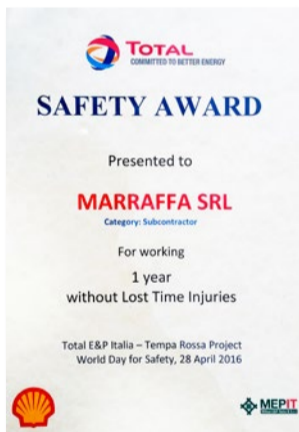 TOTAL
COMMITTED TO BETTER ENERGY
SAFETY AWARD
Presented to
MARRAFFA SRL
Category: Subcontractor
For working
1 year
without Lost Time Injuries
Total E&P Italia – Tempa Rossa Project
World Day for Safety, 28 April 2016
MEPIT